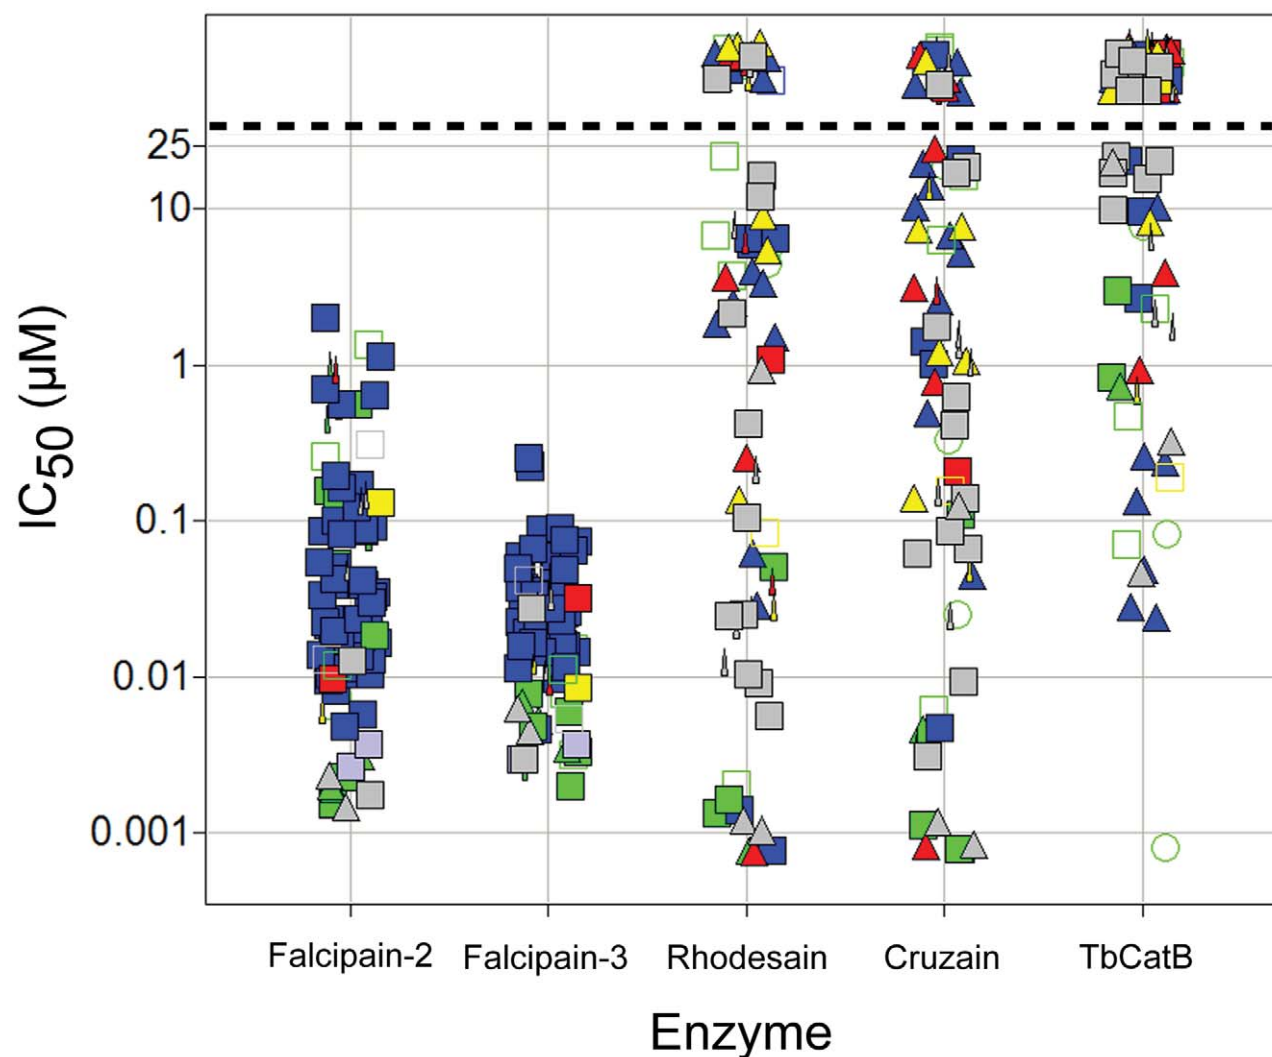 IC50 (µM)
25
10
1
0.1
0.01
0.001
Falcipain-2 Falcipain-3 Rhodesain Cruzain TbCatB
Enzyme